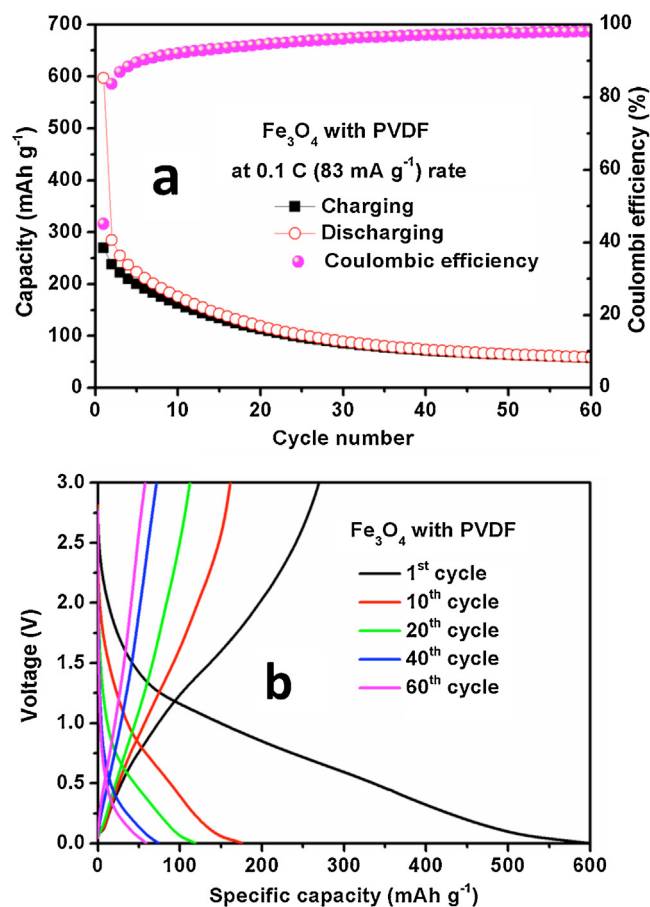 700
600
500
400
300
200
100
0
Capacity (mAh g⁻¹)
100
80
60
40
20
0
Coulombi efficiency (%)
Fe₃O₄ with PVDF
at 0.1 C (83 mA g⁻¹) rate
a
Charging
Discharging
Coulombic efficiency
0 10 20 30 40 50 60
Cycle number
3.0
2.5
2.0
1.5
1.0
0.5
0.0
Voltage (V)
Fe₃O₄ with PVDF
1ˢᵗ cycle
10ᵗʰ cycle
20ᵗʰ cycle
40ᵗʰ cycle
60ᵗʰ cycle
b
0 100 200 300 400 500 600
Specific capacity (mAh g⁻¹)